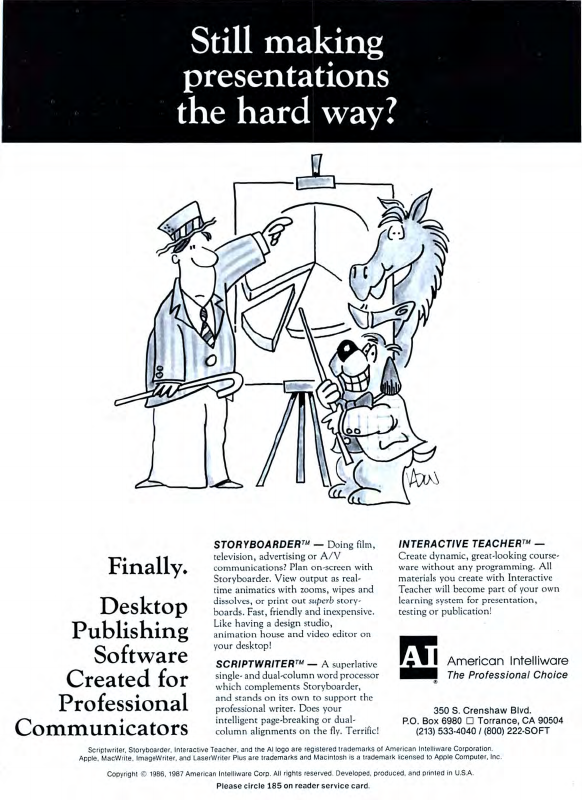 Still making
presentations
the hard way?
VADUN
Finally.
Desktop
Publishing
Software
Created for
Professional
Communicators
STORYBOARDER™ — Doing film,
television, advertising or A/V
communications? Plan on-screen with
Storyboarder. View output as real-
time animatics with zooms, wipes and
dissolves, or print out superb story-
boards. Fast, friendly and inexpensive.
Like having a design studio,
animation house and video editor on
your desktop!
SCRIPTWRITER™ — A superlative
single- and dual-column word processor
which complements Storyboarder,
and stands on its own to support the
professional writer. Does your
intelligent page-breaking or dual-
column alignments on the fly. Terrific!
INTERACTIVE TEACHER™ —
Create dynamic, great-looking course-
ware without any programming. All
materials you create with Interactive
Teacher will become part of your own
learning system for presentation,
testing or publication!
AI ®
American Intelliware
The Professional Choice
350 S. Crenshaw Blvd.
P.O. Box 6980 □ Torrance, CA 90504
(213) 533-4040 / (800) 222-SOFT
Scriptwriter, Storyboarder, Interactive Teacher, and the AI logo are registered trademarks of American Intelliware Corporation.
Apple, MacWrite, ImageWriter, and LaserWriter Plus are trademarks and Macintosh is a trademark licensed to Apple Computer, Inc.
Copyright © 1986, 1987 American Intelliware Corp. All rights reserved. Developed, produced, and printed in U.S.A.
Please circle 185 on reader service card.